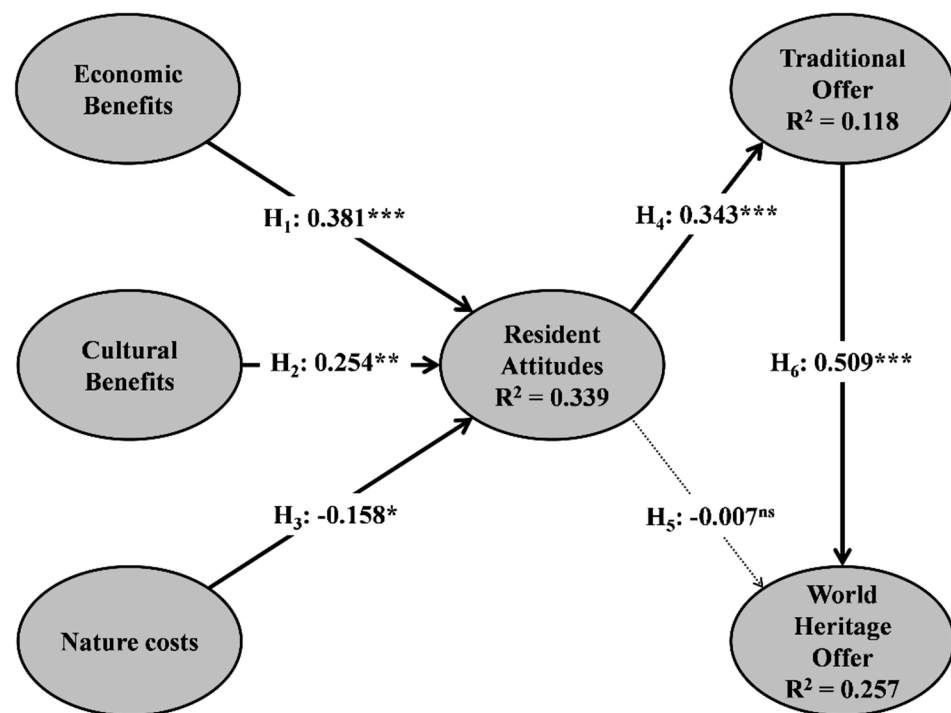 Economic
Benefits
Traditional
Offer
R² = 0.118
H₁: 0.381***
H₄: 0.343***
Cultural
Benefits
H₂: 0.254**
Resident
Attitudes
R² = 0.339
H₆: 0.509***
H₃: -0.158*
H₅: -0.007ⁿˢ
Nature costs
World
Heritage
Offer
R² = 0.257